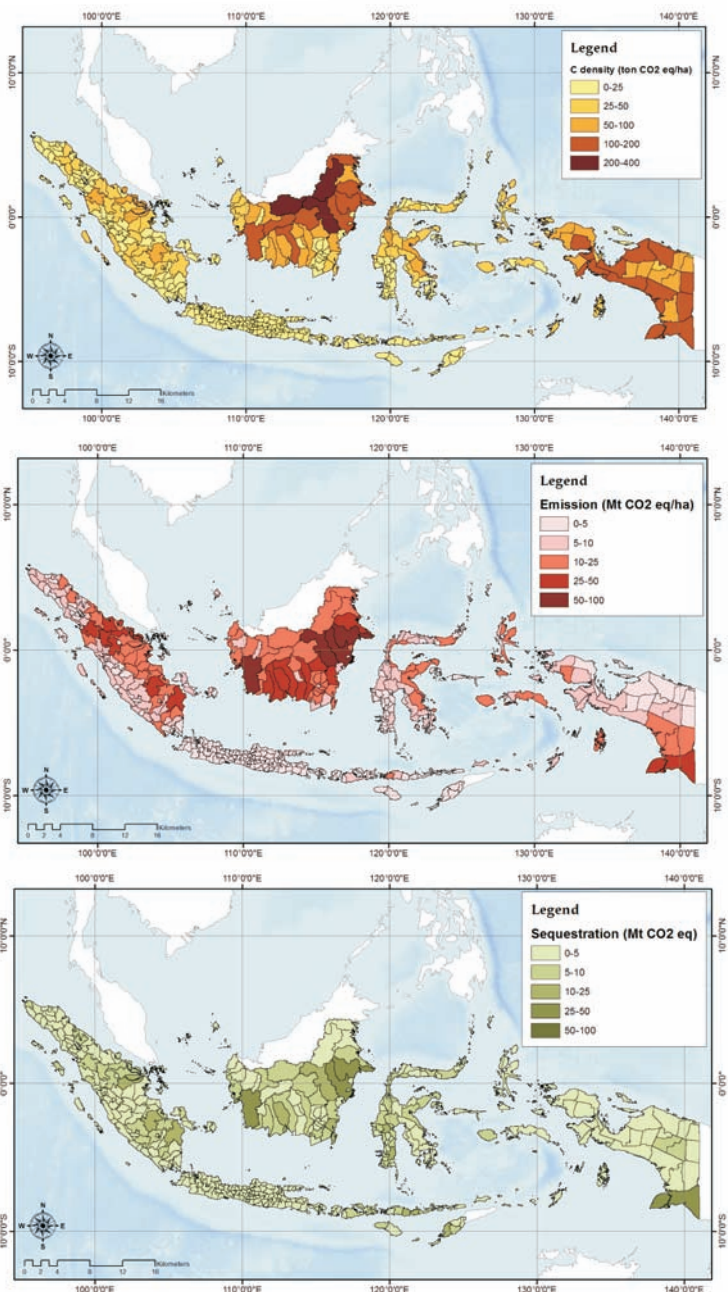 100°0'0"E 110°0'0"E 120°0'0"E 130°0'0"E 140°0'0"E
Legend
C density (ton CO2 eq/ha)
0-25
25-50
50-100
100-200
200-400
10°0'0"N
10°0'0"N
0°0'0"
0°0'0"
10°0'0"S
10°0'0"S
N
W E
S
Kilometers
0 2 4 8 12 16
100°0'0"E 110°0'0"E 120°0'0"E 130°0'0"E 140°0'0"E
100°0'0"E 110°0'0"E 120°0'0"E 130°0'0"E 140°0'0"E
Legend
Emission (Mt CO2 eq/ha)
0-5
5-10
10-25
25-50
50-100
10°0'0"N
10°0'0"N
0°0'0"
0°0'0"
10°0'0"S
10°0'0"S
N
W E
S
Kilometers
0 2 4 8 12 16
100°0'0"E 110°0'0"E 120°0'0"E 130°0'0"E 140°0'0"E
100°0'0"E 110°0'0"E 120°0'0"E 130°0'0"E 140°0'0"E
Legend
Sequestration (Mt CO2 eq)
0-5
5-10
10-25
25-50
50-100
10°0'0"N
10°0'0"N
0°0'0"
0°0'0"
10°0'0"S
10°0'0"S
N
W E
S
Kilometers
0 2 4 8 12 16
100°0'0"E 110°0'0"E 120°0'0"E 130°0'0"E 140°0'0"E